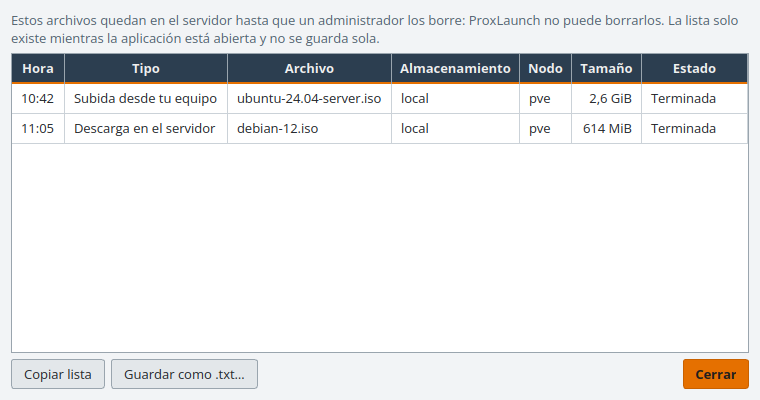 Estos archivos quedan en el servidor hasta que un administrador los borre: ProxLaunch no puede borrarlos. La lista solo
existe mientras la aplicación está abierta y no se guarda sola.
Hora Tipo Archivo Almacenamiento Nodo Tamaño Estado
10:42 Subida desde tu equipo ubuntu-24.04-server.iso local pve 2,6 GiB Terminada
11:05 Descarga en el servidor debian-12.iso local pve 614 MiB Terminada
Copiar lista Guardar como .txt... Cerrar